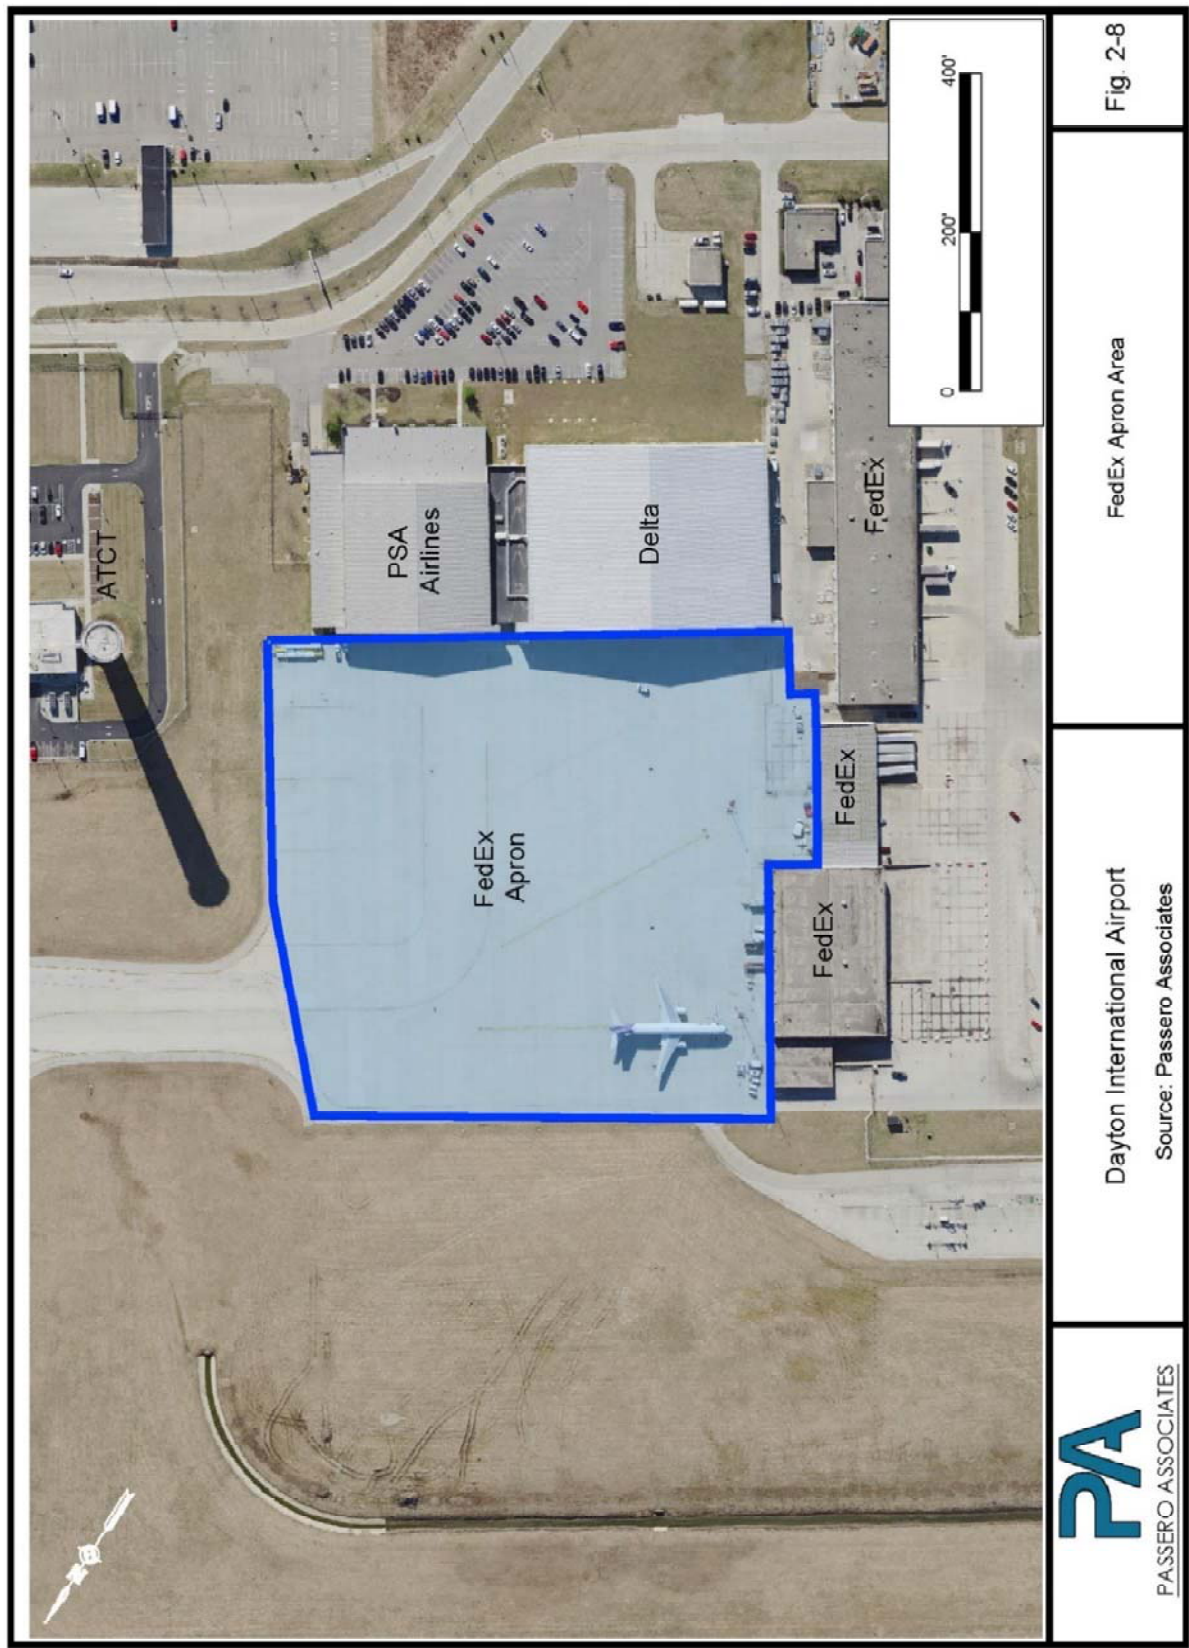 ATCT
PSA
Airlines
Delta
FedEx
FedEx
Apron
FedEx
FedEx
0
200'
400'
N
PA
PASSERO ASSOCIATES
Dayton International Airport
Source: Passero Associates
FedEx Apron Area
Fig. 2-8